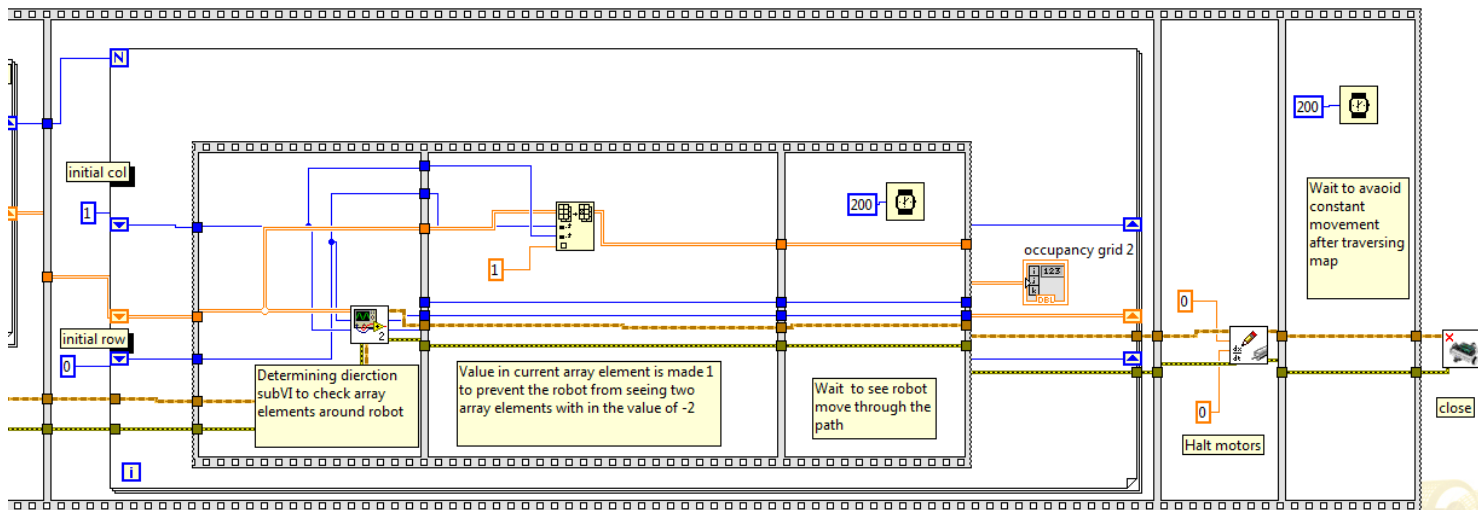 N
200
initial col
1
Wait to avaoid
constant
movement
after traversing
map
200
occupancy grid 2
1
123
DBL
0
initial row
0
2
dx
dt
Determining dierction
subVI to check array
elements around robot
Value in current array element is made 1
to prevent the robot from seeing two
array elements with in the value of -2
Wait to see robot
move through the
path
0
close
Halt motors
i